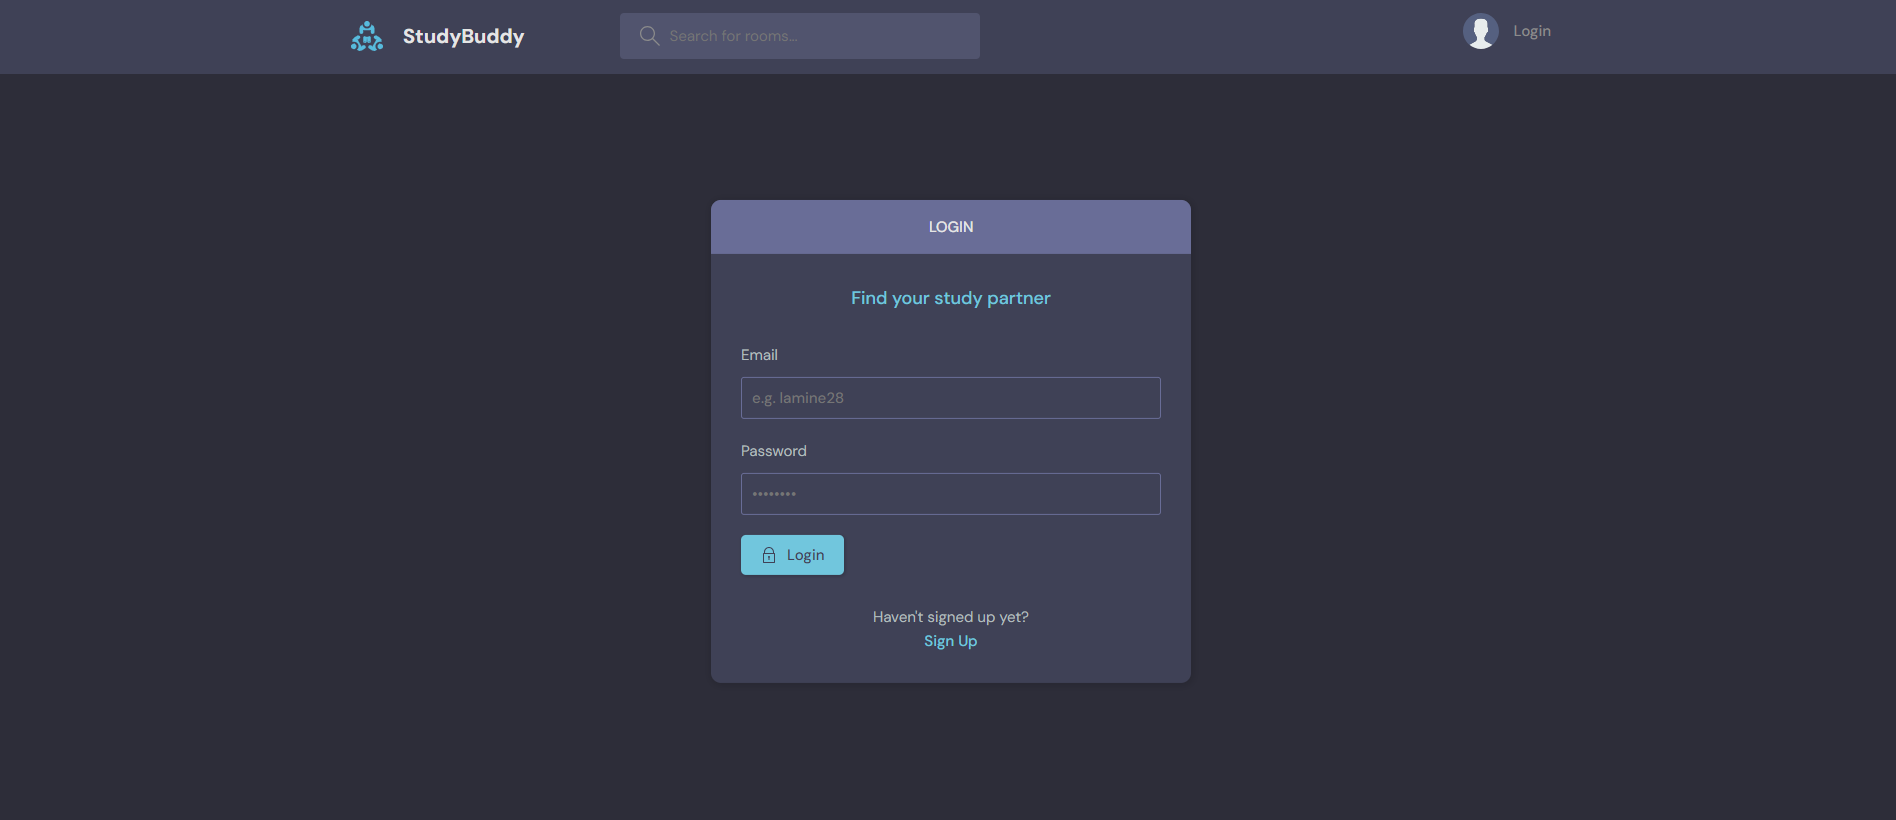 StudyBuddy
Search for rooms...
Login
LOGIN
Find your study partner
Email
e.g. lamine28
Password
••••••••
Login
Haven't signed up yet?
Sign Up